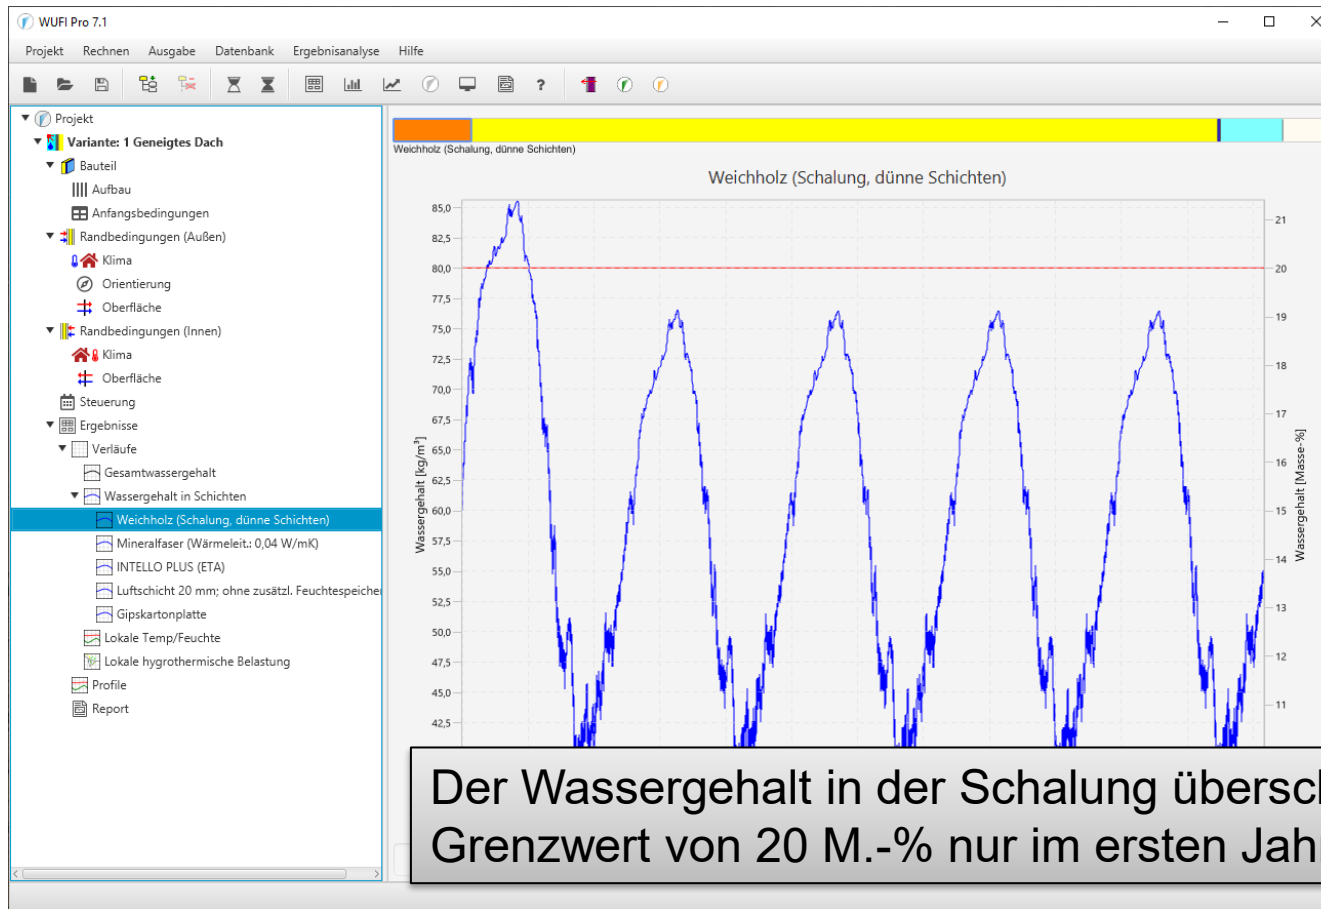 WUFI Pro 7.1
Projekt Rechnen Ausgabe Datenbank Ergebnisanalyse Hilfe
?
Projekt
Variante: 1 Geneigtes Dach
Bauteil
Aufbau
Anfangsbedingungen
Randbedingungen (Außen)
Klima
Orientierung
Oberfläche
Randbedingungen (Innen)
Klima
Oberfläche
Steuerung
Ergebnisse
Verläufe
Gesamtwassergehalt
Wassergehalt in Schichten
Weichholz (Schalung, dünne Schichten)
Mineralfaser (Wärmeleit.: 0,04 W/mK)
INTELLO PLUS (ETA)
Luftschicht 20 mm; ohne zusätzl. Feuchtespeiche
Gipskartonplatte
Lokale Temp/Feuchte
Lokale hygrothermische Belastung
Profile
Report
Weichholz (Schalung, dünne Schichten)
Weichholz (Schalung, dünne Schichten)
Wassergehalt [kg/m³]
85,0
82,5
80,0
77,5
75,0
72,5
70,0
67,5
65,0
62,5
60,0
57,5
55,0
52,5
50,0
47,5
45,0
42,5
21
20
19
18
17
16
15
14
13
12
11
Wassergehalt [Masse-%]
Der Wassergehalt in der Schalung übersc
Grenzwert von 20 M.-% nur im ersten Jah